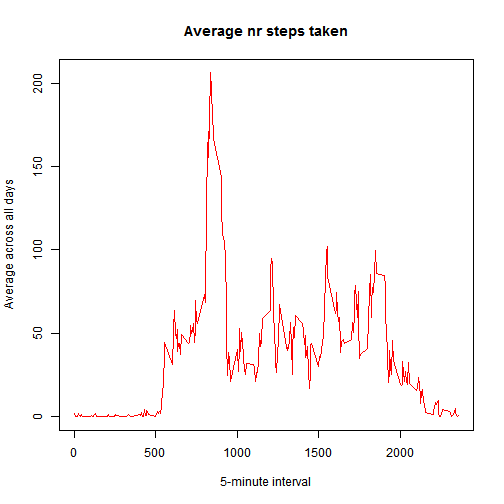 Average nr steps taken
Average across all days
200
150
100
50
0
0 500 1000 1500 2000
5-minute interval